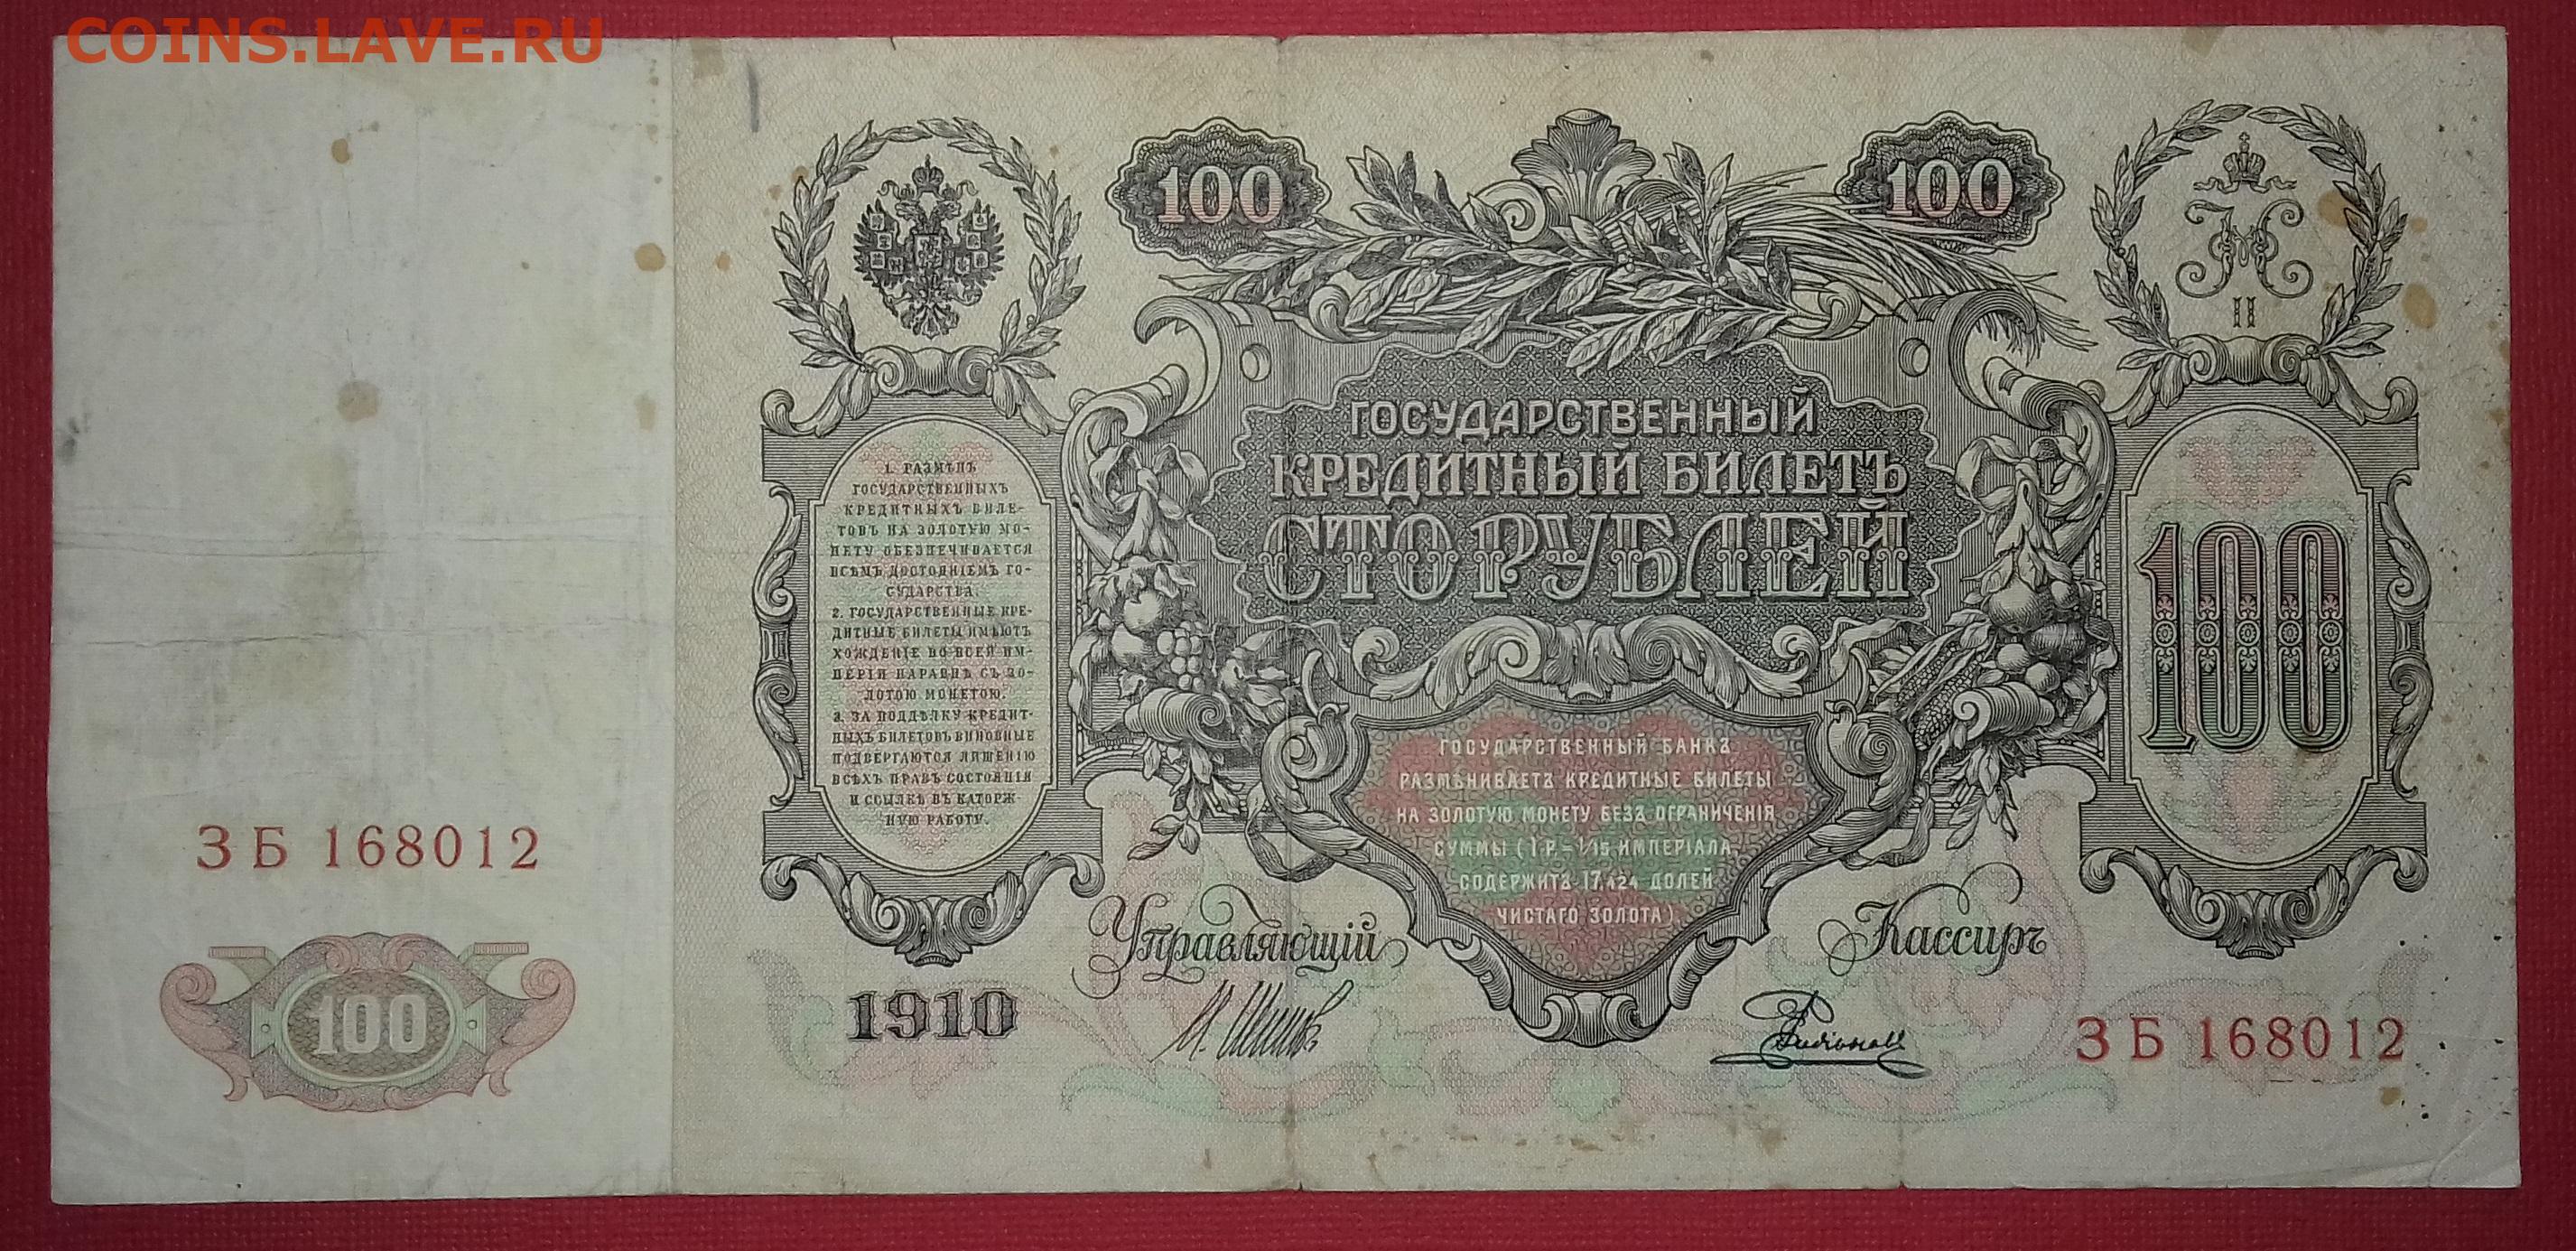 COINS.LAVE.RU
100
100
II
ГОСУДАРСТВЕННЫЙ
КРЕДИТНЫЙ БИЛЕТЪ
СТО РУБЛЕЙ
1. РАЗМѢНЪ
ГОСУДАРСТВЕННЫХЪ
КРЕДИТНЫХЪ БИЛЕ-
ТОВЪ НА ЗОЛОТУЮ МО-
НЕТУ ОБЕЗПЕЧИВАЕТСЯ
ВСѢМЪ ДОСТОЯНІЕМЪ ГО-
СУДАРСТВА.
2. ГОСУДАРСТВЕННЫЕ КРЕ-
ДИТНЫЕ БИЛЕТЫ ИМѢЮТЪ
ХОЖДЕНІЕ ВО ВСЕЙ ИМ-
ПЕРІИ НАРАВНѢ СЪ ЗО-
ЛОТОЮ МОНЕТОЮ.
3. ЗА ПОДДѢЛКУ КРЕДИТ-
НЫХЪ БИЛЕТОВЪ ВИНОВНЫЕ
ПОДВЕРГАЮТСЯ ЛИШЕНІЮ
ВСѢХЪ ПРАВЪ СОСТОЯНІЯ
И ССЫЛКѢ ВЪ КАТОРЖ-
НУЮ РАБОТУ.
100
ГОСУДАРСТВЕННЫЙ БАНКЪ
РАЗМѢНИВАЕТЪ КРЕДИТНЫЕ БИЛЕТЫ
НА ЗОЛОТУЮ МОНЕТУ БЕЗЪ ОГРАНИЧЕНІЯ
СУММЫ (1 Р.=1/15 ИМПЕРІАЛА,
СОДЕРЖИТЪ 17,424 ДОЛЕЙ
ЧИСТАГО ЗОЛОТА).
ЗБ 168012
Управляющій
Кассиръ
100
1910
И. Шипов
ЗБ 168012